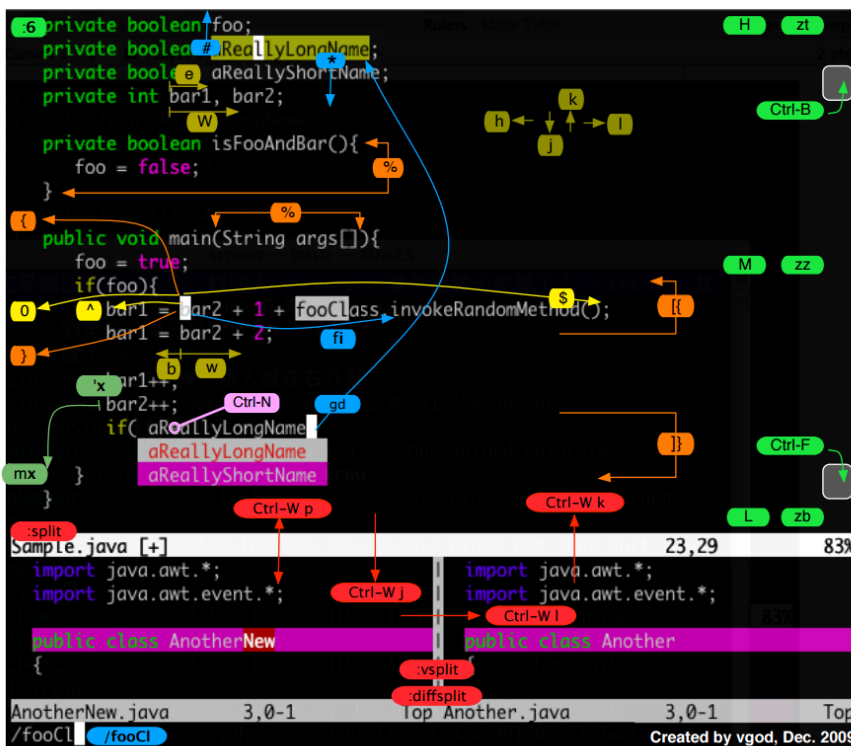 :6 private boolean foo; H zt
private boolean # aReallyLongName;
private boole e aReallyShortName; *
private int bar1, bar2; k Ctrl-B
W h l
j
private boolean isFooAndBar(){
foo = false; %
}
{ %
public void main(String args[]){
foo = true; M zz
if(foo){
0 ^ bar1 = bar2 + 1 + fooClass.invokeRandomMethod(); $ [{
bar1 = bar2 + 2; fi
}
b w
'x bar1++;
bar2++; Ctrl-N gd
if( aReallyLongName ]} Ctrl-F
aReallyLongName
mx } aReallyShortName
}
Ctrl-W p Ctrl-W k
L zb
:split
Sample.java [+] 23,29 83%
import java.awt.*; import java.awt.*;
import java.awt.event.*; Ctrl-W j import java.awt.event.*;
Ctrl-W l
public class AnotherNew public class Another
{ :vsplit {
:diffsplit
AnotherNew.java 3,0-1 Top Another.java 3,0-1 Top
/fooCl /fooCl Created by vgod, Dec. 2009